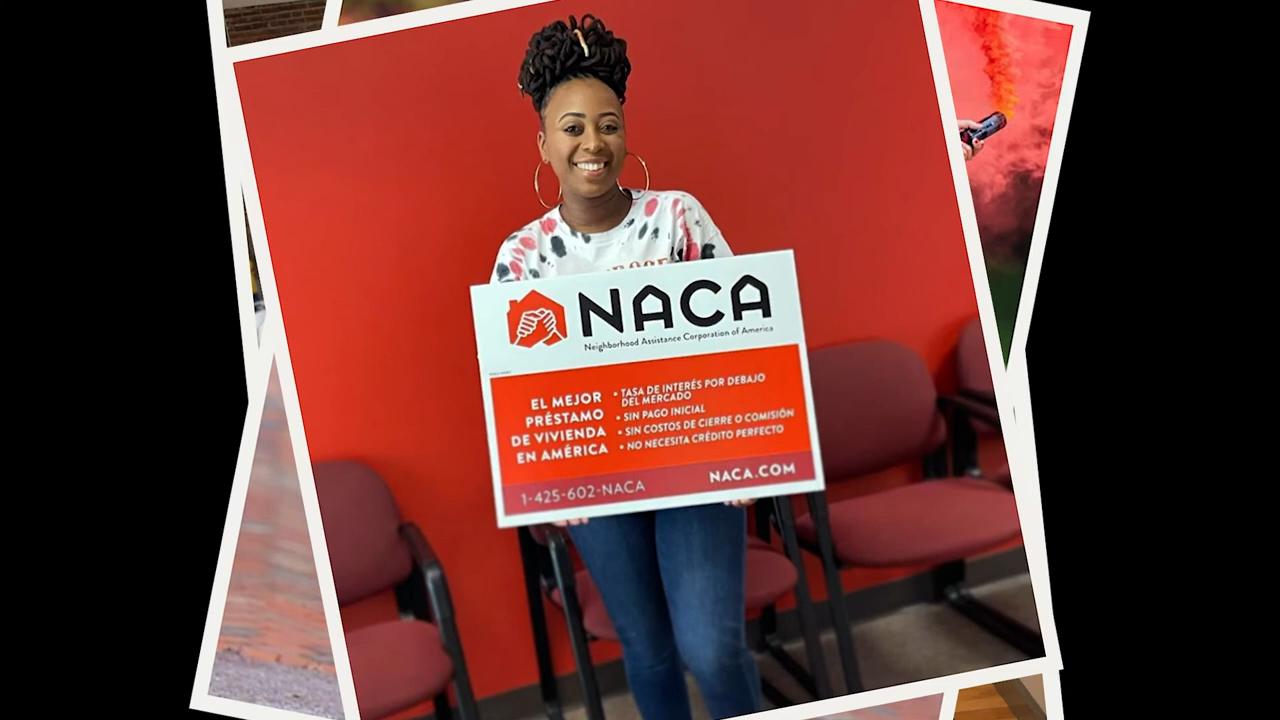 NACA
Neighborhood Assistance Corporation of America
EL MEJOR
PRÉSTAMO
DE VIVIENDA
EN AMÉRICA
• TASA DE INTERÉS POR DEBAJO
DEL MERCADO
• SIN PAGO INICIAL
• SIN COSTOS DE CIERRE O COMISIÓN
• NO NECESITA CRÉDITO PERFECTO
1-425-602-NACA
NACA.COM